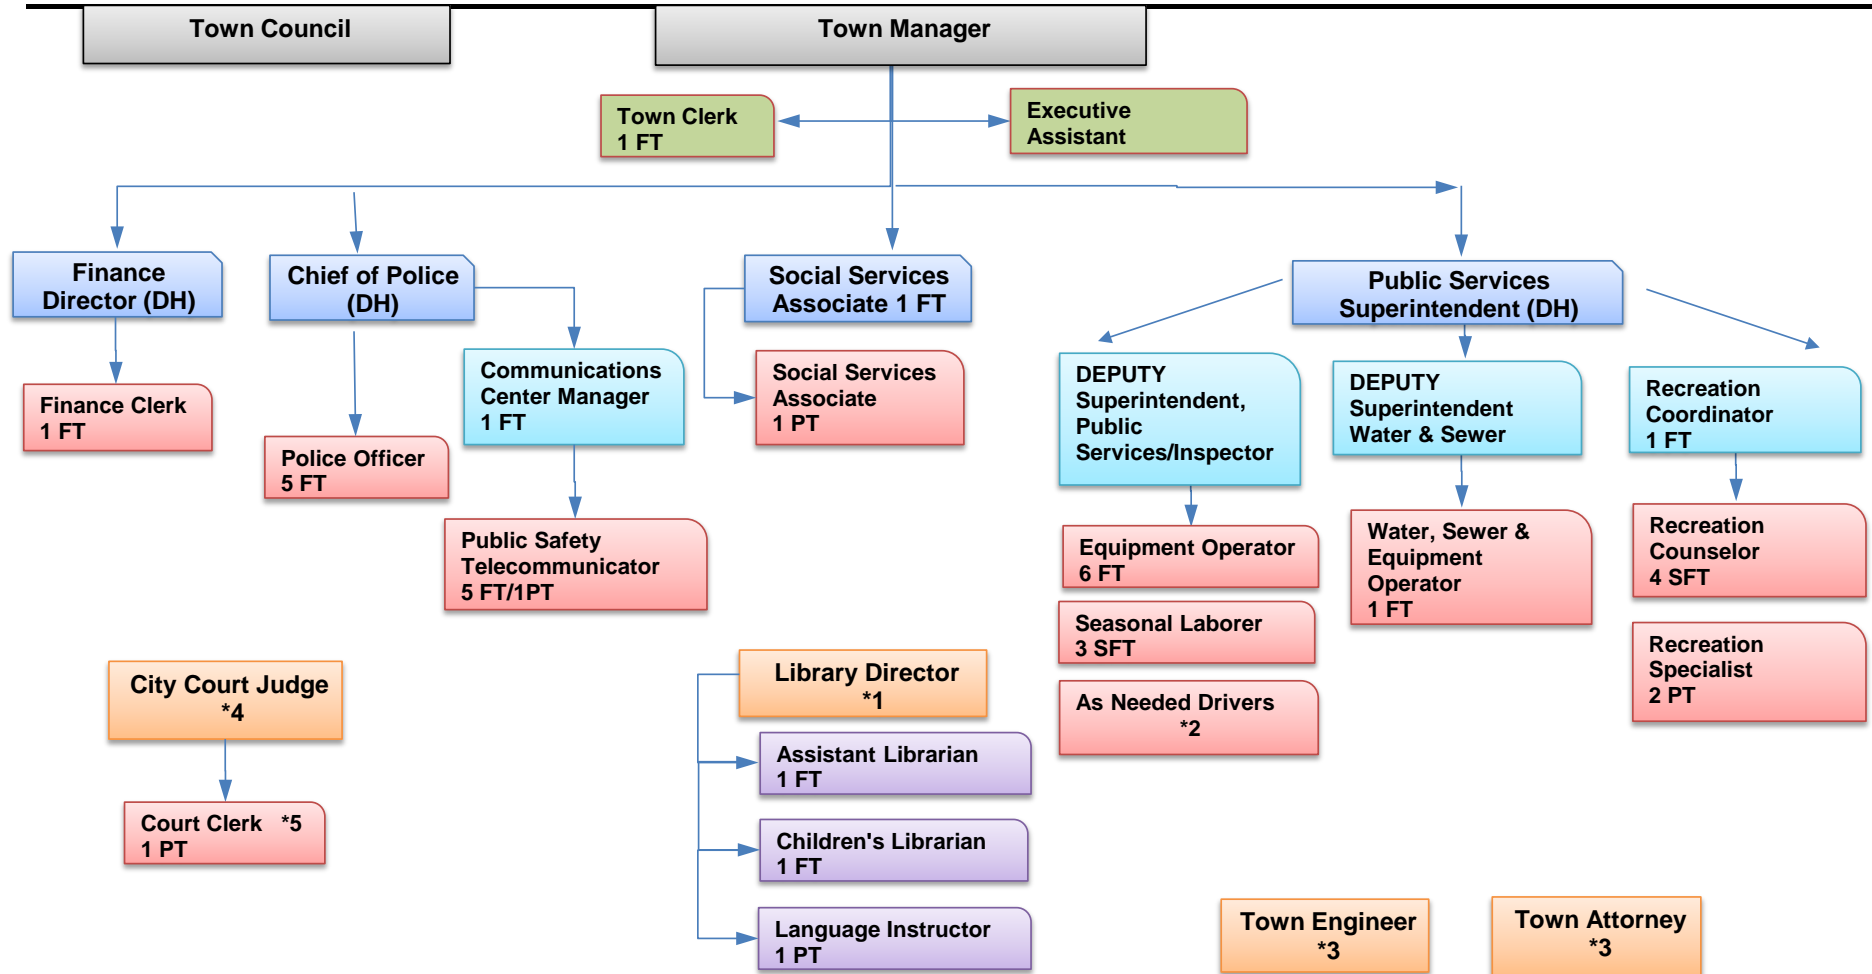 Town Council
Town Manager
Town Clerk
1 FT
Executive
Assistant
Finance
Director (DH)
Chief of Police
(DH)
Social Services
Associate 1 FT
Public Services
Superintendent (DH)
Finance Clerk
1 FT
Police Officer
5 FT
Communications
Center Manager
1 FT
Public Safety
Telecommunicator
5 FT/1PT
Social Services
Associate
1 PT
DEPUTY
Superintendent,
Public
Services/Inspector
DEPUTY
Superintendent
Water & Sewer
Recreation
Coordinator
1 FT
Equipment Operator
6 FT
Seasonal Laborer
3 SFT
As Needed Drivers
*2
Water, Sewer &
Equipment
Operator
1 FT
Recreation
Counselor
4 SFT
Recreation
Specialist
2 PT
City Court Judge
*4
Court Clerk *5
1 PT
Library Director
*1
Assistant Librarian
1 FT
Children's Librarian
1 FT
Language Instructor
1 PT
Town Engineer
*3
Town Attorney
*3